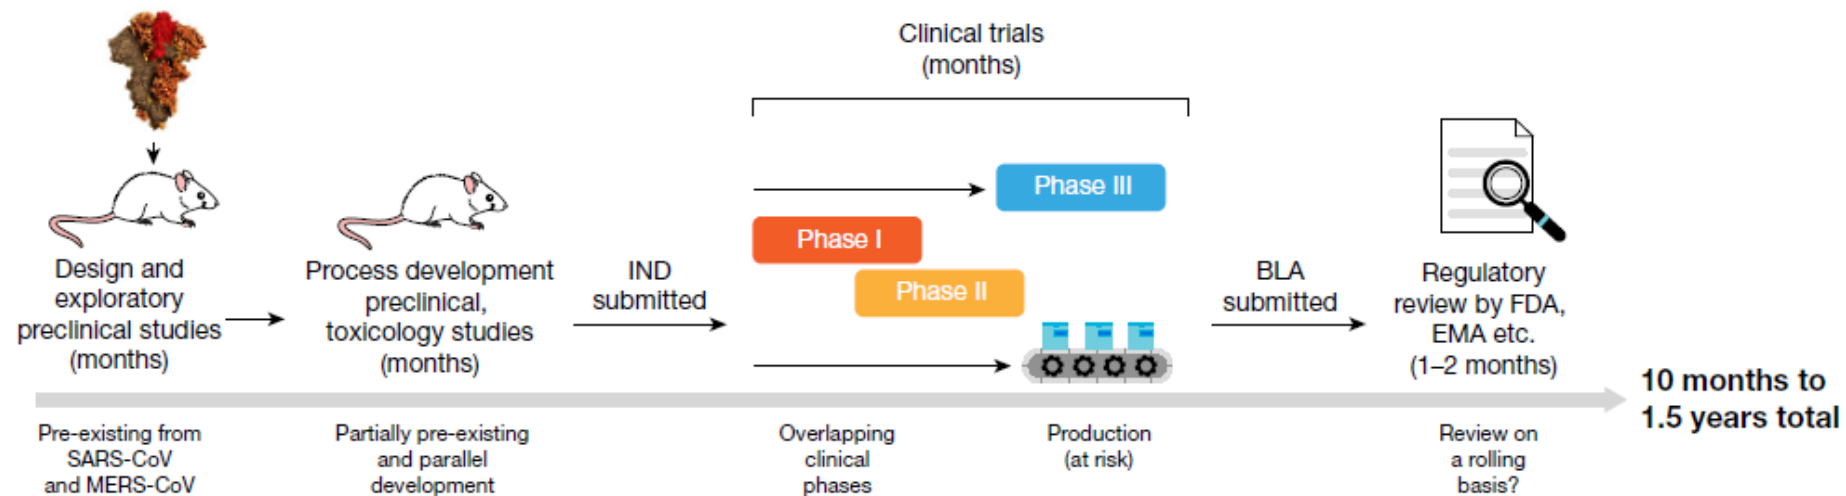 Clinical trials
(months)
Phase III
Phase I
Phase II
Design and
exploratory
preclinical studies
(months)
Process development
preclinical,
toxicology studies
(months)
IND
submitted
BLA
submitted
Regulatory
review by FDA,
EMA etc.
(1–2 months)
10 months to
1.5 years total
Pre-existing from
SARS-CoV
and MERS-CoV
Partially pre-existing
and parallel
development
Overlapping
clinical
phases
Production
(at risk)
Review on
a rolling
basis?